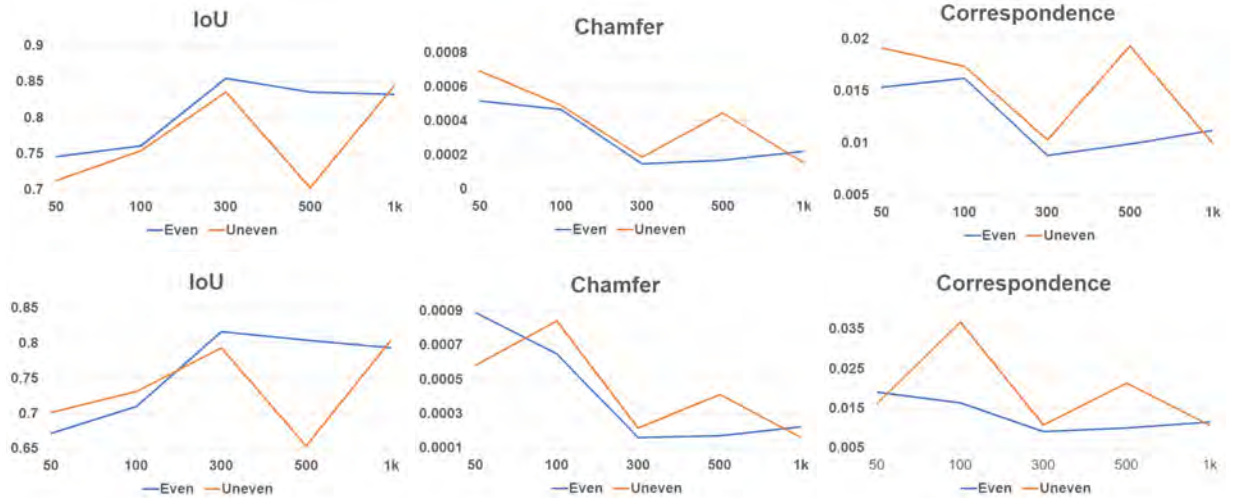 IoU
0.9
0.85
0.8
0.75
0.7
50 100 300 500 1k
Even Uneven
Chamfer
0.0008
0.0006
0.0004
0.0002
0
50 100 300 500 1k
Even Uneven
Correspondence
0.02
0.015
0.01
0.005
50 100 300 500 1k
Even Uneven
IoU
0.85
0.8
0.75
0.7
0.65
50 100 300 500 1k
Even Uneven
Chamfer
0.0009
0.0007
0.0005
0.0003
0.0001
50 100 300 500 1k
Even Uneven
Correspondence
0.035
0.025
0.015
0.005
50 100 300 500 1k
Even Uneven